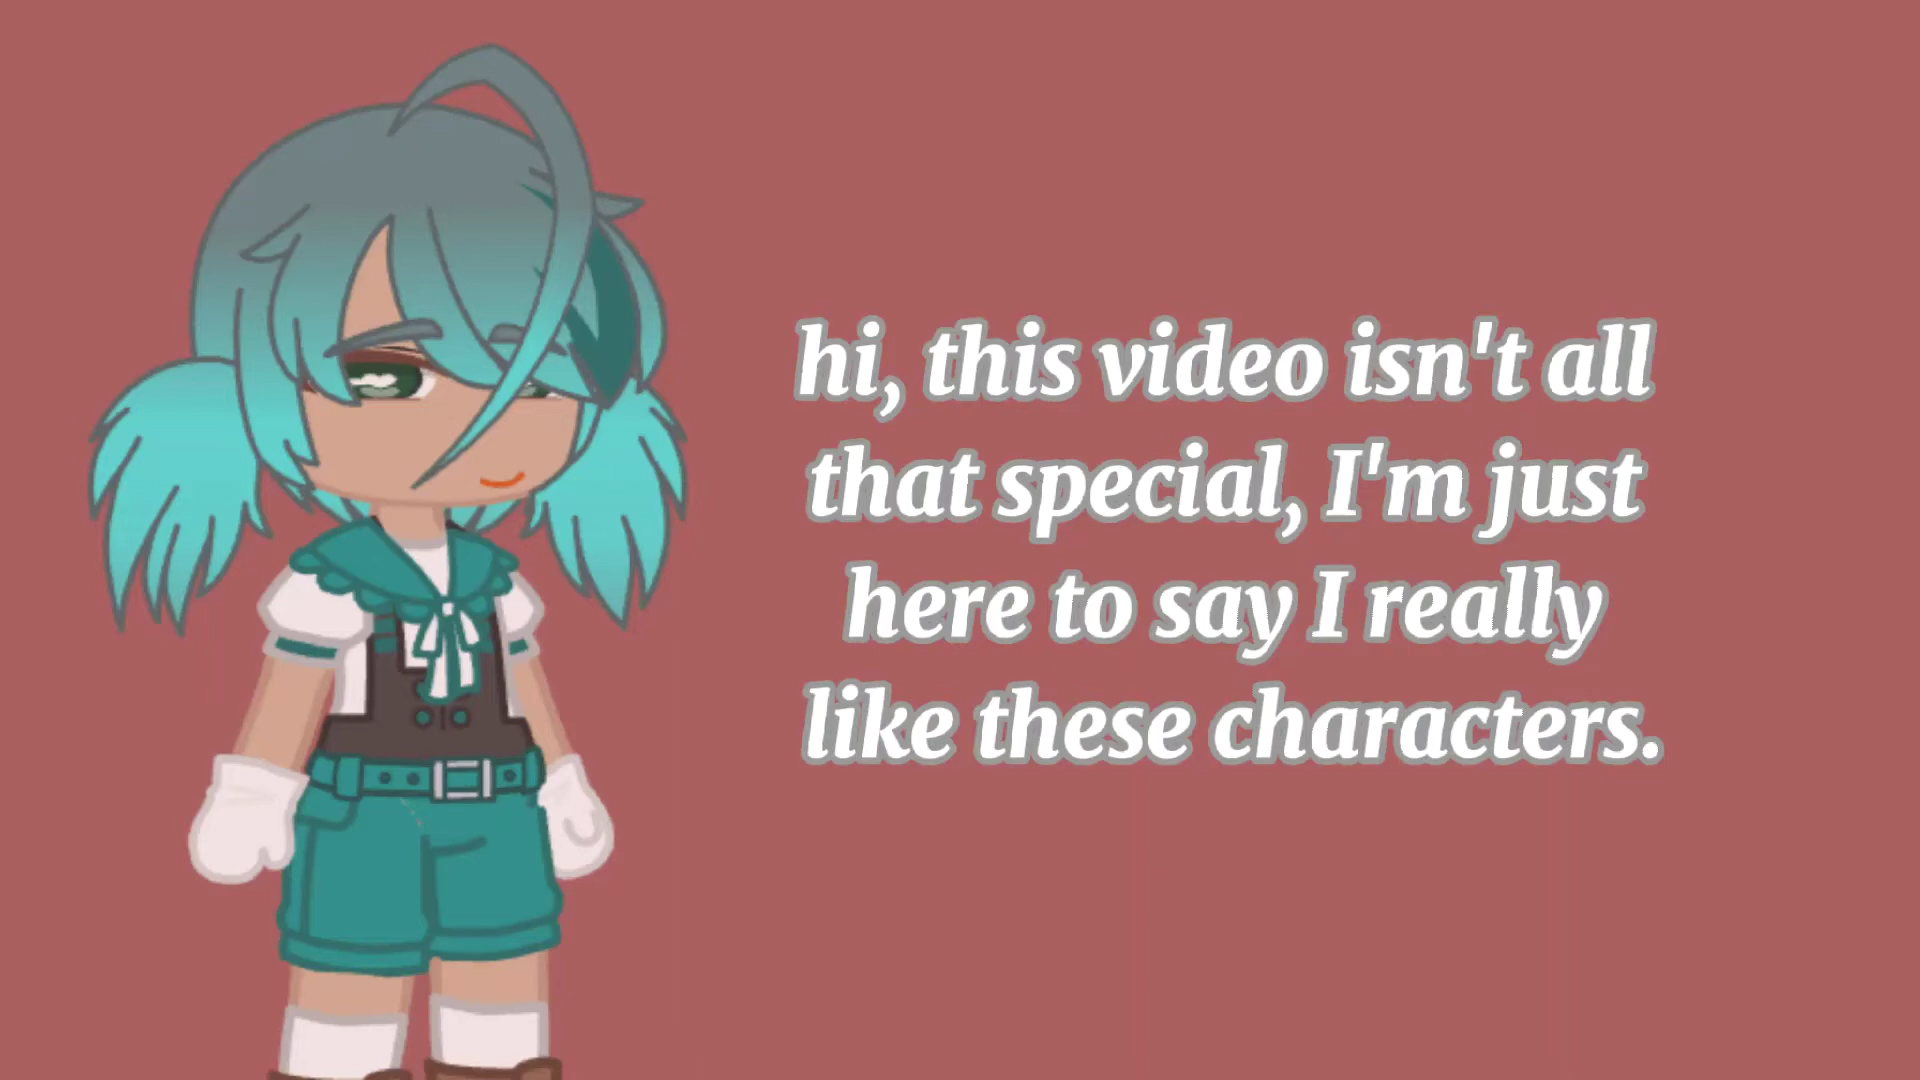 hi, this video isn't all
that special, I'm just
here to say I really
like these characters.